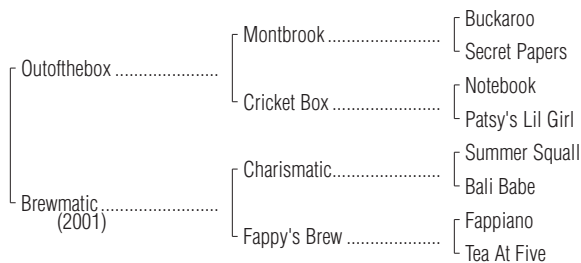 Buckaroo
Montbrook
Secret Papers
Outofthebox
Notebook
Cricket Box
Patsy's Lil Girl
Summer Squall
Charismatic
Bali Babe
Brewmatic
(2001)
Fappiano
Fappy's Brew
Tea At Five